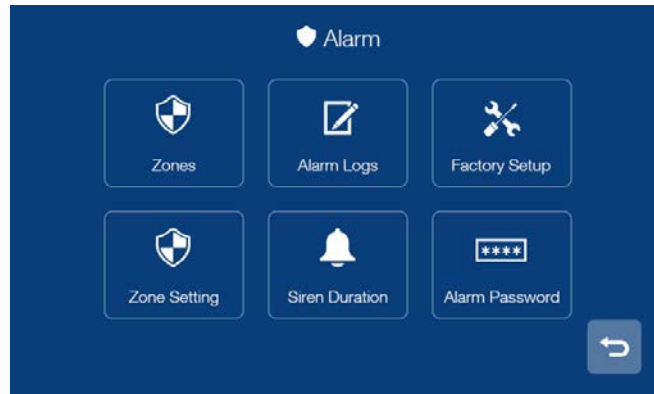 Alarm
Zones
Alarm Logs
Factory Setup
****
Zone Setting
Siren Duration
Alarm Password